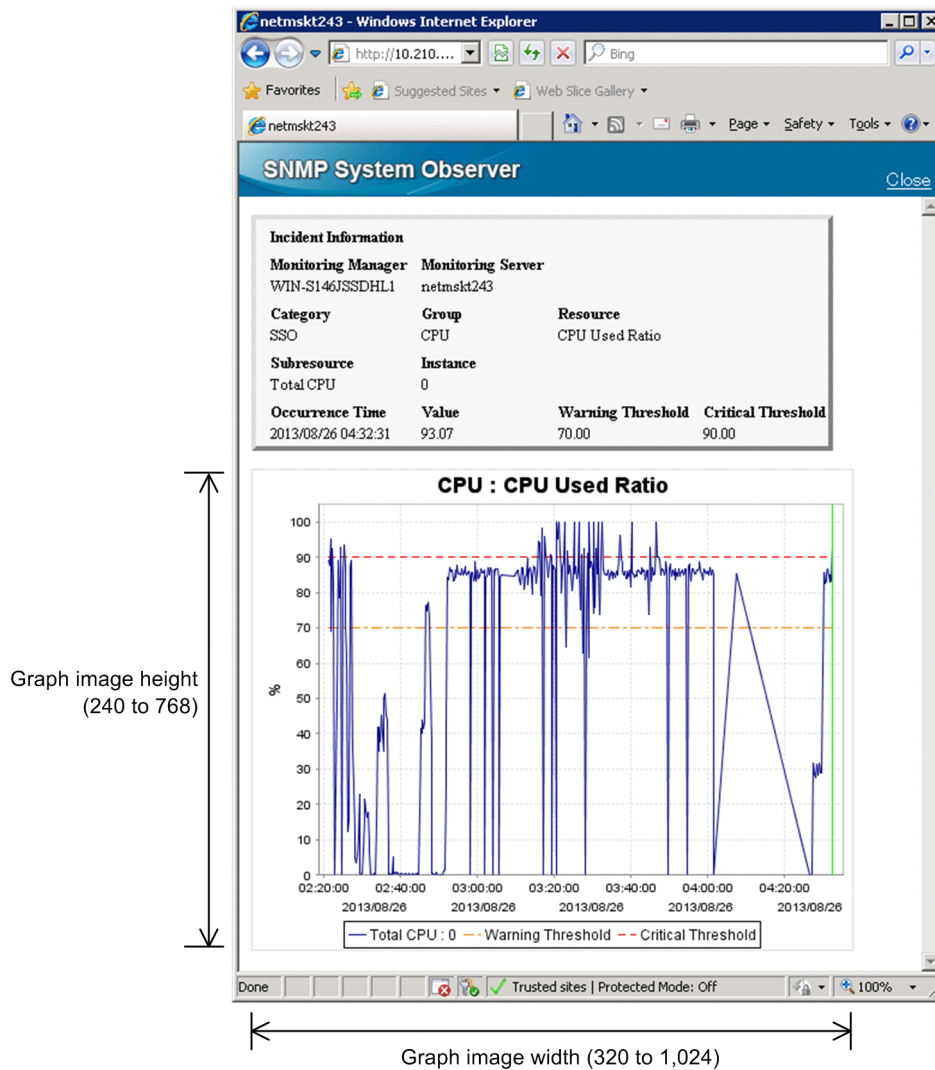 netmskt243 - Windows Internet Explorer
http://10.210.... Bing
Favorites Suggested Sites Web Slice Gallery
netmskt243 Page Safety Tools
SNMP System Observer
Close
Incident Information
Monitoring Manager Monitoring Server
WIN-S146JSSDHL1 netmskt243
Category Group Resource
SSO CPU CPU Used Ratio
Subresource Instance
Total CPU 0
Occurrence Time Value Warning Threshold Critical Threshold
2013/08/26 04:32:31 93.07 70.00 90.00
CPU : CPU Used Ratio
100
90
80
70
60
50
40
30
20
10
0
%
02:20:00 02:40:00 03:00:00 03:20:00 03:40:00 04:00:00 04:20:00
2013/08/26 2013/08/26 2013/08/26 2013/08/26 2013/08/26
Total CPU : 0 Warning Threshold Critical Threshold
Graph image height
(240 to 768)
Done Trusted sites | Protected Mode: Off 100%
Graph image width (320 to 1,024)